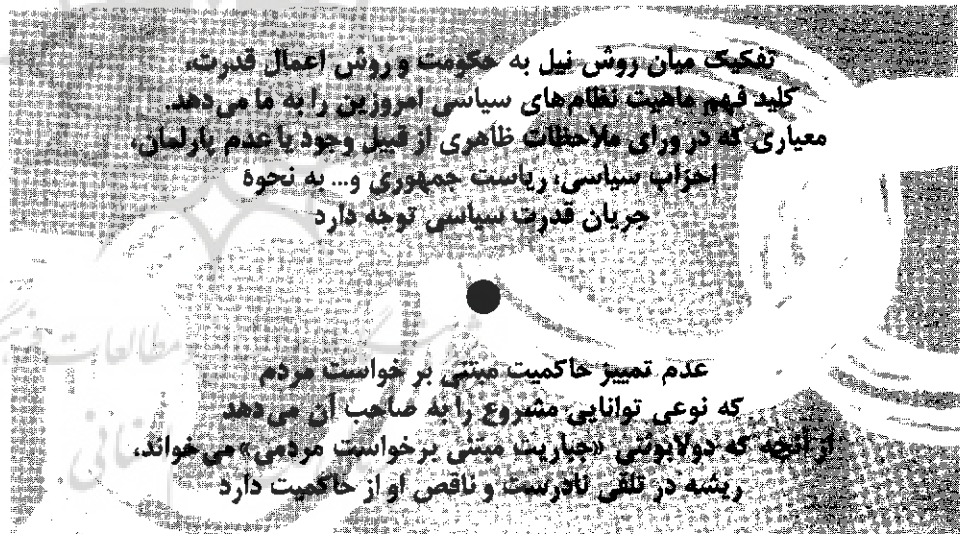 تفکیک میان روش نیل به حکومت و روش اعمال قدرت،
کلید فهم ماهیت نظام‌های سیاسی امروزین را به ما می‌دهد.
معیاری که در ورای ملاحظات ظاهری از قبیل وجود یا عدم پارلمان،
احزاب سیاسی، ریاست جمهوری و... به نحوهٔ
جریان قدرت سیاسی توجه دارد
عدم تمییز حاکمیت مبتنی بر خواست مردم
که نوعی توانایی مشروع را به صاحب آن می‌دهد
از آنچه که دولابوئسی «جباریت مبتنی برخواست مردمی» می‌خواند،
ریشه در تلقی نادرست و ناقص او از حاکمیت دارد